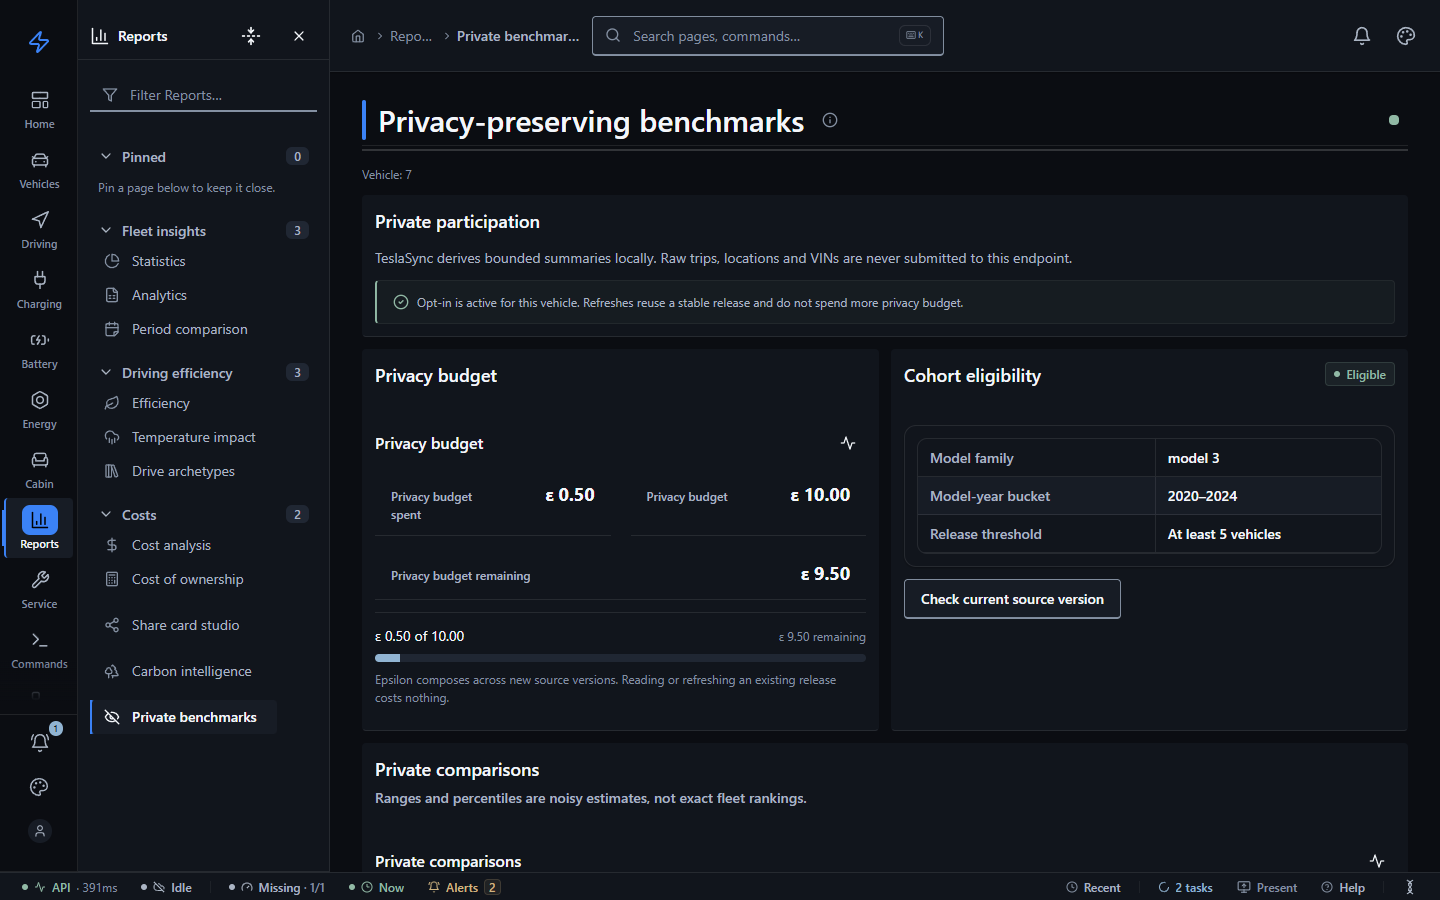 Reports
Repo...
Private benchmar...
Search pages, commands...
K
Home
Vehicles
Driving
Charging
Battery
Energy
Cabin
Reports
Service
Commands
1
Filter Reports...
Pinned
0
Pin a page below to keep it close.
Fleet insights
3
Statistics
Analytics
Period comparison
Driving efficiency
3
Efficiency
Temperature impact
Drive archetypes
Costs
2
Cost analysis
Cost of ownership
Share card studio
Carbon intelligence
Private benchmarks
Privacy-preserving benchmarks
Vehicle: 7
Private participation
TeslaSync derives bounded summaries locally. Raw trips, locations and VINs are never submitted to this endpoint.
Opt-in is active for this vehicle. Refreshes reuse a stable release and do not spend more privacy budget.
Privacy budget
Privacy budget
Privacy budget
spent
ε 0.50
Privacy budget
ε 10.00
Privacy budget remaining
ε 9.50
ε 0.50 of 10.00
ε 9.50 remaining
Epsilon composes across new source versions. Reading or refreshing an existing release
costs nothing.
Cohort eligibility
Eligible
Model family
model 3
Model-year bucket
2020–2024
Release threshold
At least 5 vehicles
Check current source version
Private comparisons
Ranges and percentiles are noisy estimates, not exact fleet rankings.
Private comparisons
API · 391ms
Idle
Missing · 1/1
Now
Alerts 2
Recent
2 tasks
Present
Help